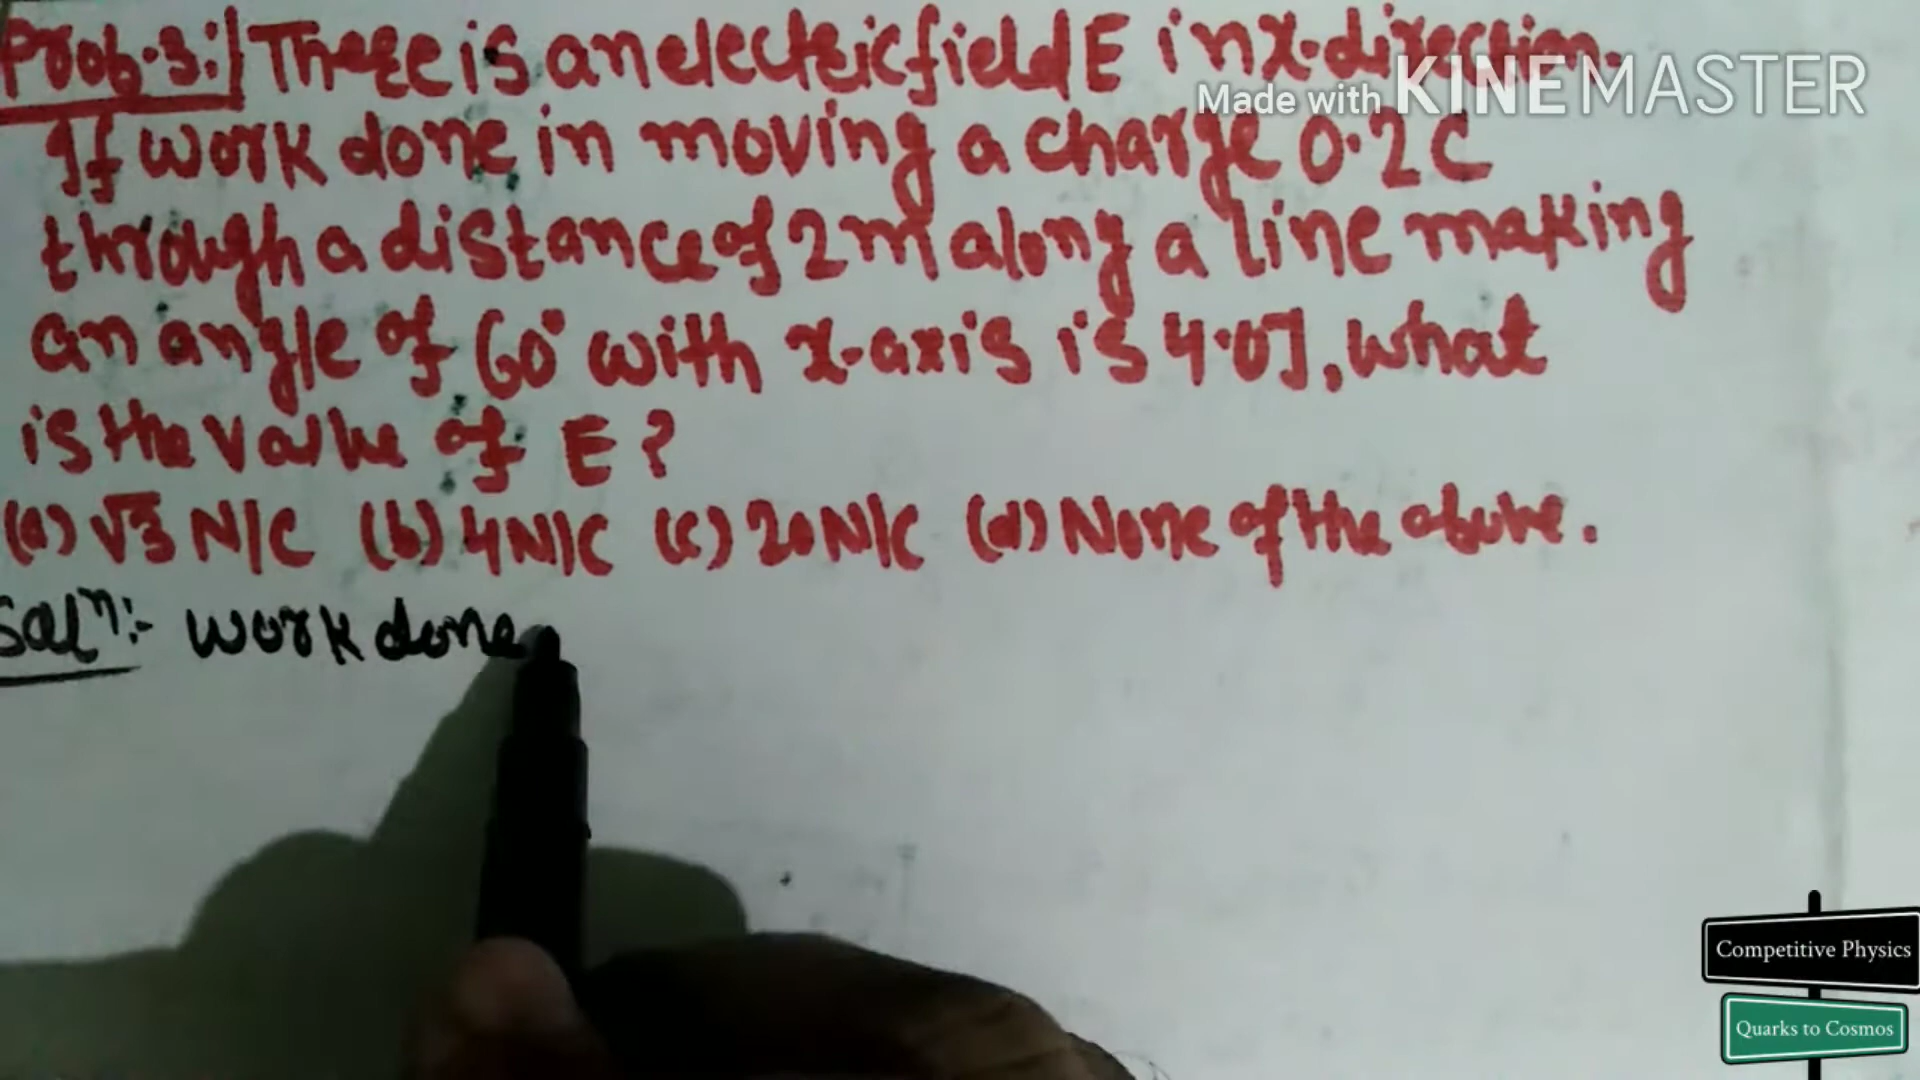 Prob.3:| There is an electric field E in x-direction.
Made with KINEMASTER
If work done in moving a charge 0.2C
through a distance of 2m along a line making
an angle of 60° with x-axis is 4.0J, what
is the value of E?
(a) √3 N/C (b) 4N/C (c) 20N/C (d) None of the above.
Solⁿ:- work done
Competitive Physics
Quarks to Cosmos